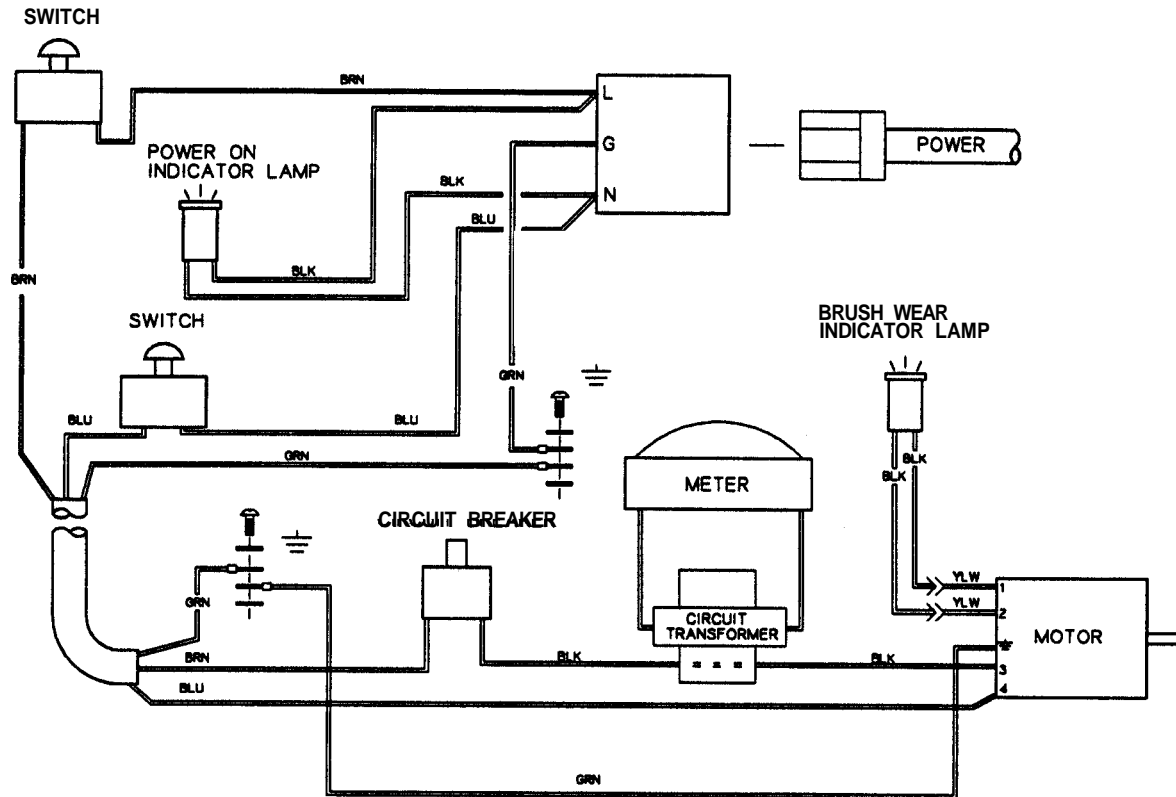 SWITCH
BRN
L
POWER ON
INDICATOR LAMP
G
POWER
BLK
N
BLU
BLK
BRN
BRUSH WEAR
INDICATOR LAMP
SWITCH
GRN
BLU
BLU
GRN
BLK
BLK
METER
CIRCUIT BREAKER
YLW
1
GRN
YLW
2
CIRCUIT
TRANSFORMER
MOTOR
BRN
BLK
BLK
3
BLU
4
GRN